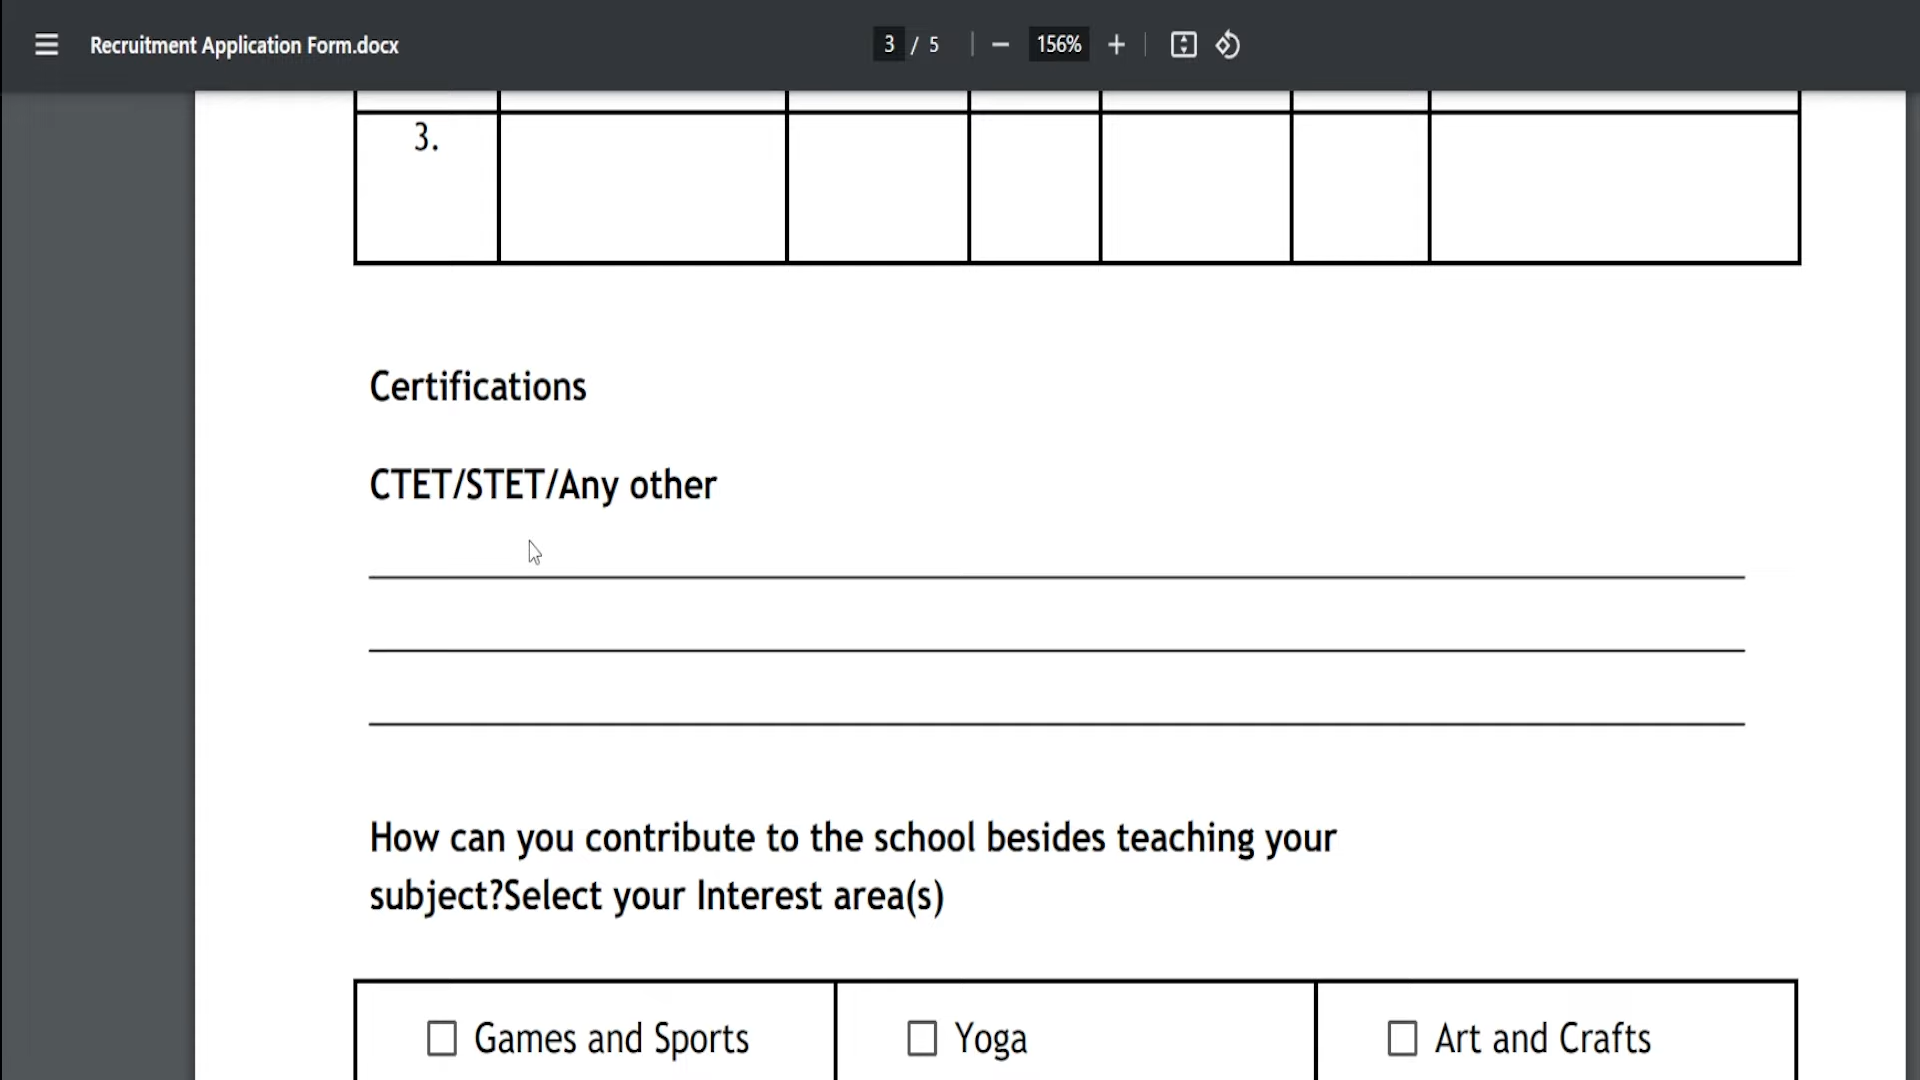 Recruitment Application Form.docx
3 / 5
156%
3.
Certifications
CTET/STET/Any other
How can you contribute to the school besides teaching your
subject?Select your Interest area(s)
Games and Sports
Yoga
Art and Crafts